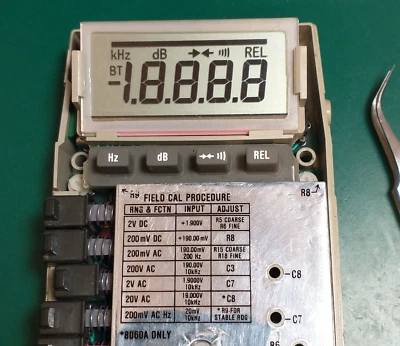 kHz dB REL
BT
-1.8.8.8.8
Hz dB REL
R9 FIELD CAL PROCEDURE R8
RNG & FCTN INPUT ADJUST
2V DC +1.900V R5 COARSE R6 FINE
200mV DC +190.00mV R8
200mV AC 190.00mV 200 Hz R15 COARSE R18 FINE
200V AC 190.00V 10kHz C3
2V AC 1.9000V 10kHz C7
20V AC 19.000V 10kHz *C8
200mV AC Hz 20mV 10kHz *R9-FOR STABLE RDG
*8060A ONLY
C8
C7
R6